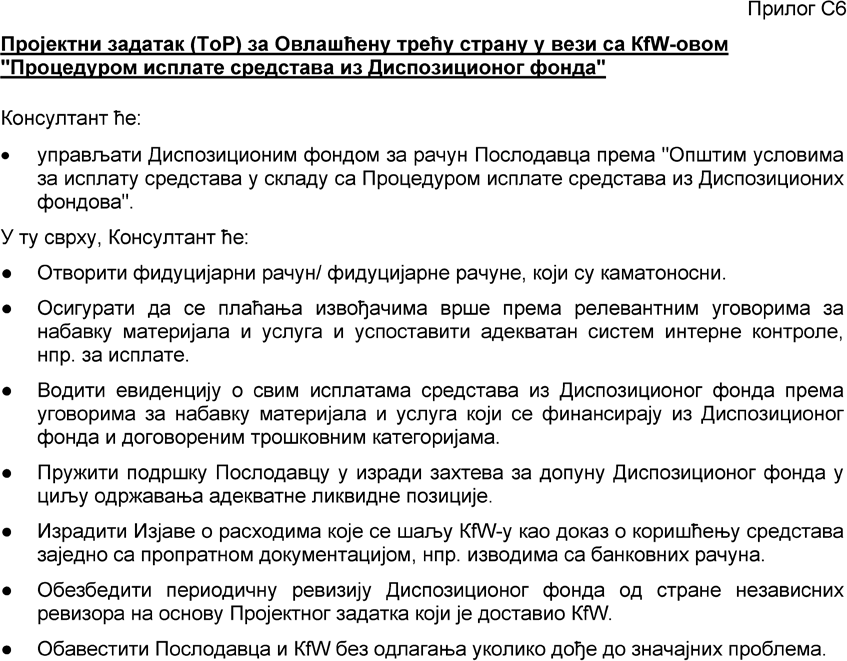 Прилог С6
Пројектни задатак (ToP) за Овлашћену трећу страну у вези са KfW-овом
"Процедуром исплате средстава из Диспозиционог фонда"
Консултант ће:
• управљати Диспозиционим фондом за рачун Послодавца према "Општим условима
за исплату средстава у складу са Процедуром исплате средстава из Диспозиционих
фондова".
У ту сврху, Консултант ће:
● Отворити фидуцијарни рачун/ фидуцијарне рачуне, који су каматоносни.
● Осигурати да се плаћања извођачима врше према релевантним уговорима за
набавку материјала и услуга и успоставити адекватан систем интерне контроле,
нпр. за исплате.
● Водити евиденцију о свим исплатама средстава из Диспозиционог фонда према
уговорима за набавку материјала и услуга који се финансирају из Диспозиционог
фонда и договореним трошковним категоријама.
● Пружити подршку Послодавцу у изради захтева за допуну Диспозиционог фонда у
циљу одржавања адекватне ликвидне позиције.
● Израдити Изјаве о расходима које се шаљу KfW-у као доказ о коришћењу средстава
заједно са пропратном документацијом, нпр. изводима са банковних рачуна.
● Обезбедити периодичну ревизију Диспозиционог фонда од стране независних
ревизора на основу Пројектног задатка који је доставио KfW.
● Обавестити Послодавца и KfW без одлагања уколико дође до значајних проблема.